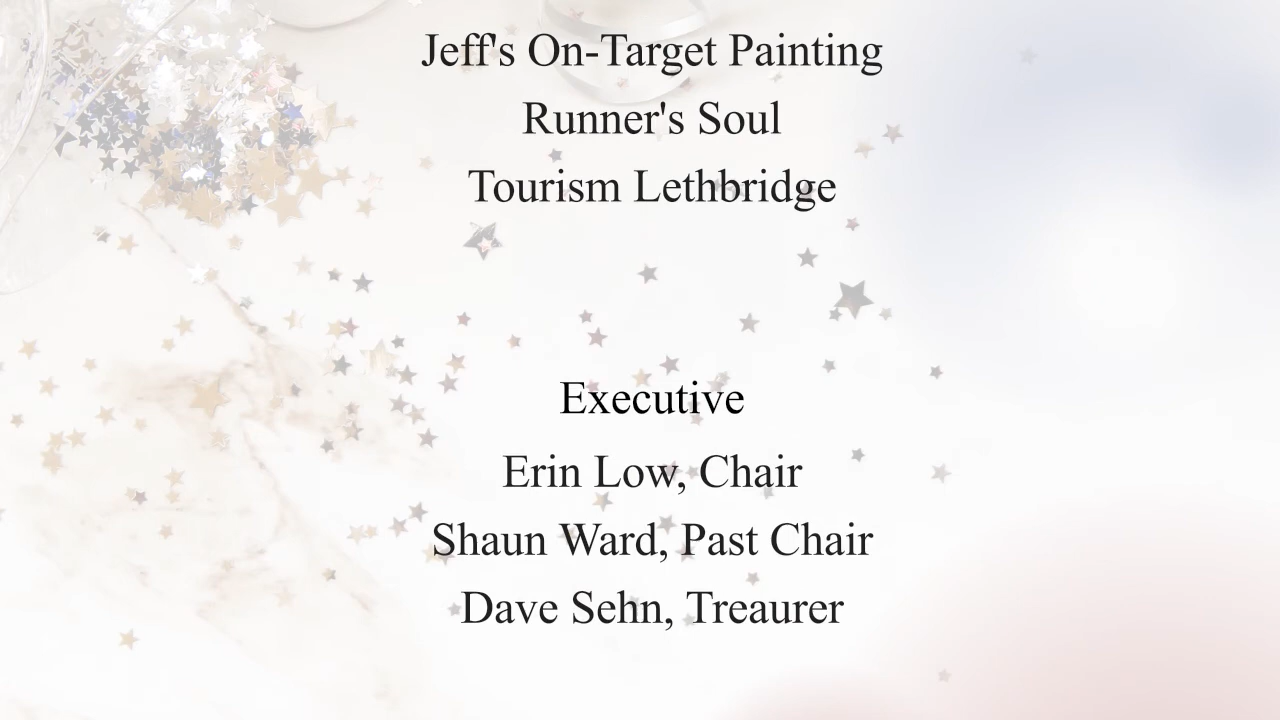 Jeff's On-Target Painting
Runner's Soul
Tourism Lethbridge
Executive
Erin Low, Chair
Shaun Ward, Past Chair
Dave Sehn, Treaurer